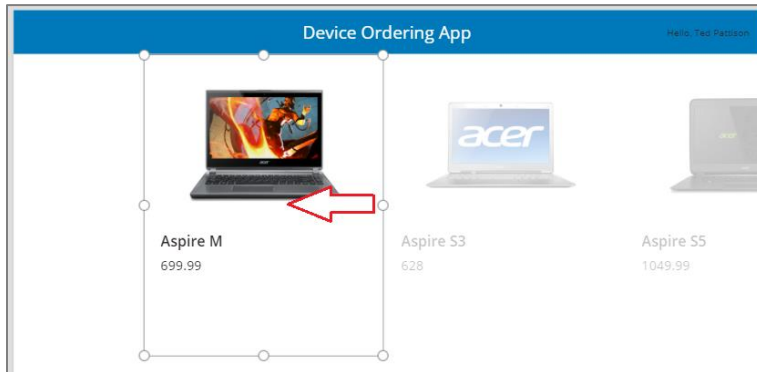 Device Ordering App
Hello, Ted Pattison
acer
Aspire M
Aspire S3
Aspire S5
699.99
628
1049.99